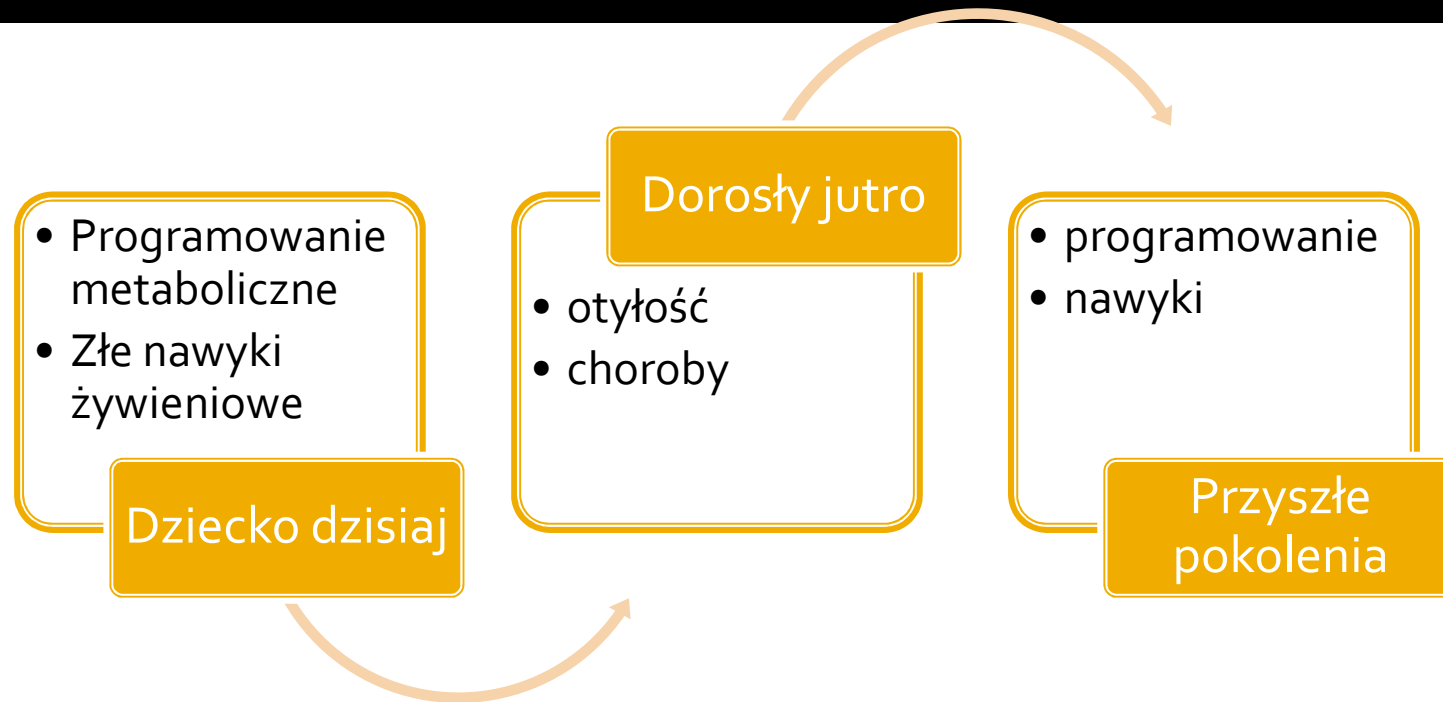 • Programowanie
metaboliczne
• Złe nawyki
żywieniowe
Dziecko dzisiaj
Dorosły jutro
• otyłość
• choroby
• programowanie
• nawyki
Przyszłe
pokolenia